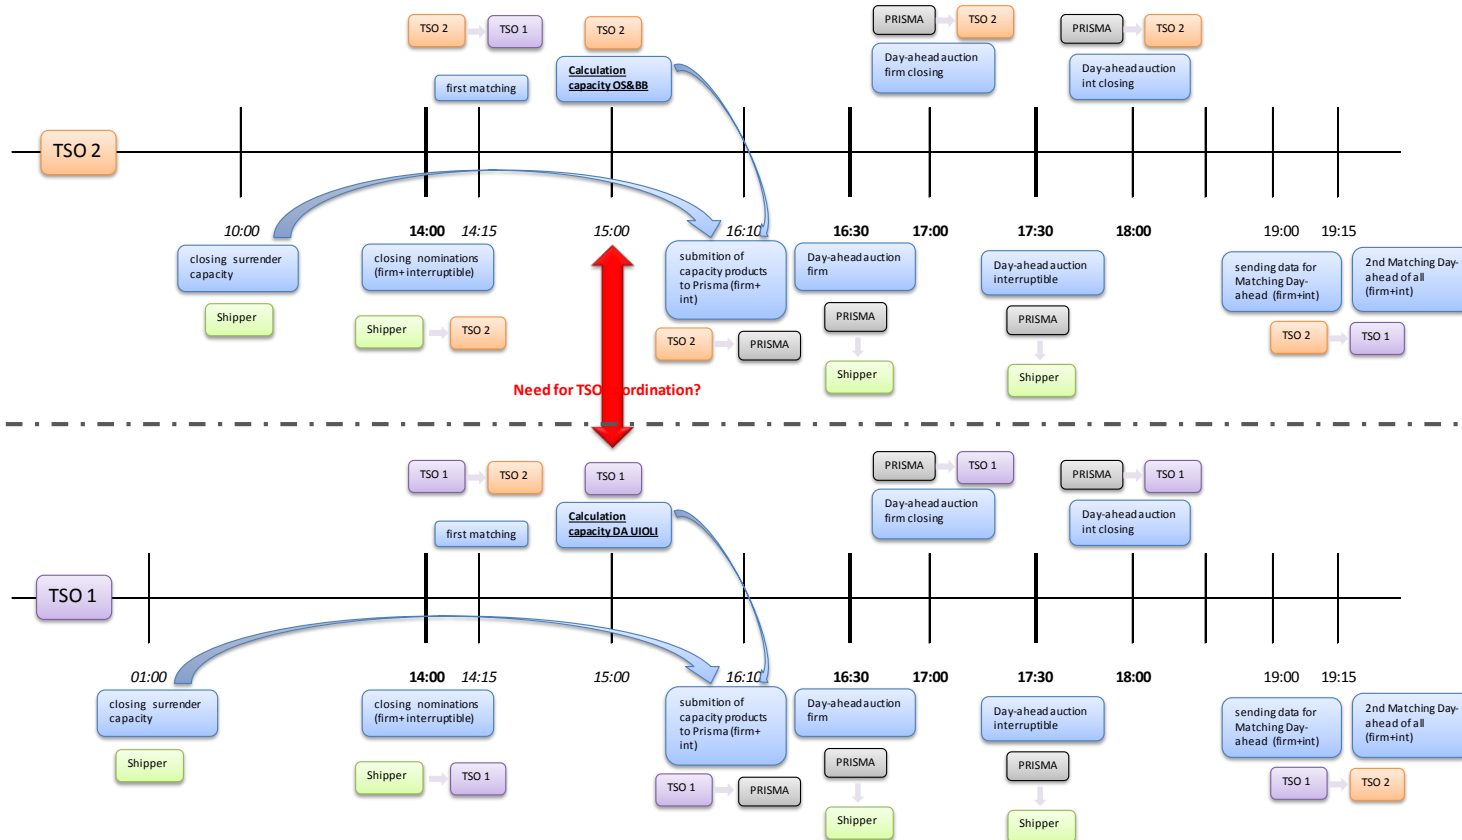 TSO 2
TSO 1
TSO 2
PRISMA
TSO 2
PRISMA
TSO 2
first matching
Calculation
capacity OS&BB
Day-ahead auction
firm closing
Day-ahead auction
int closing
TSO 2
10:00
14:00
14:15
15:00
16:10
16:30
17:00
17:30
18:00
19:00
19:15
closing surrender
capacity
closing nominations
(firm+ interruptible)
submition of
capacity products
to Prisma (firm+
int)
Day-ahead auction
firm
Day-ahead auction
interruptible
sending data for
Matching Day-
ahead (firm+int)
2nd Matching Day-
ahead of all
(firm+int)
Shipper
Shipper
TSO 2
TSO 2
PRISMA
PRISMA
Shipper
PRISMA
Shipper
TSO 2
TSO 1
Need for TSO ordination?
TSO 1
TSO 2
TSO 1
PRISMA
TSO 1
PRISMA
TSO 1
first matching
Calculation
capacity DA UIOLI
Day-ahead auction
firm closing
Day-ahead auction
int closing
TSO 1
01:00
14:00
14:15
15:00
16:10
16:30
17:00
17:30
18:00
19:00
19:15
closing surrender
capacity
closing nominations
(firm+ interruptible)
submition of
capacity products
to Prisma (firm+
int)
Day-ahead auction
firm
Day-ahead auction
interruptible
sending data for
Matching Day-
ahead (firm+int)
2nd Matching Day-
ahead of all
(firm+int)
Shipper
Shipper
TSO 1
TSO 1
PRISMA
PRISMA
Shipper
PRISMA
Shipper
TSO 1
TSO 2